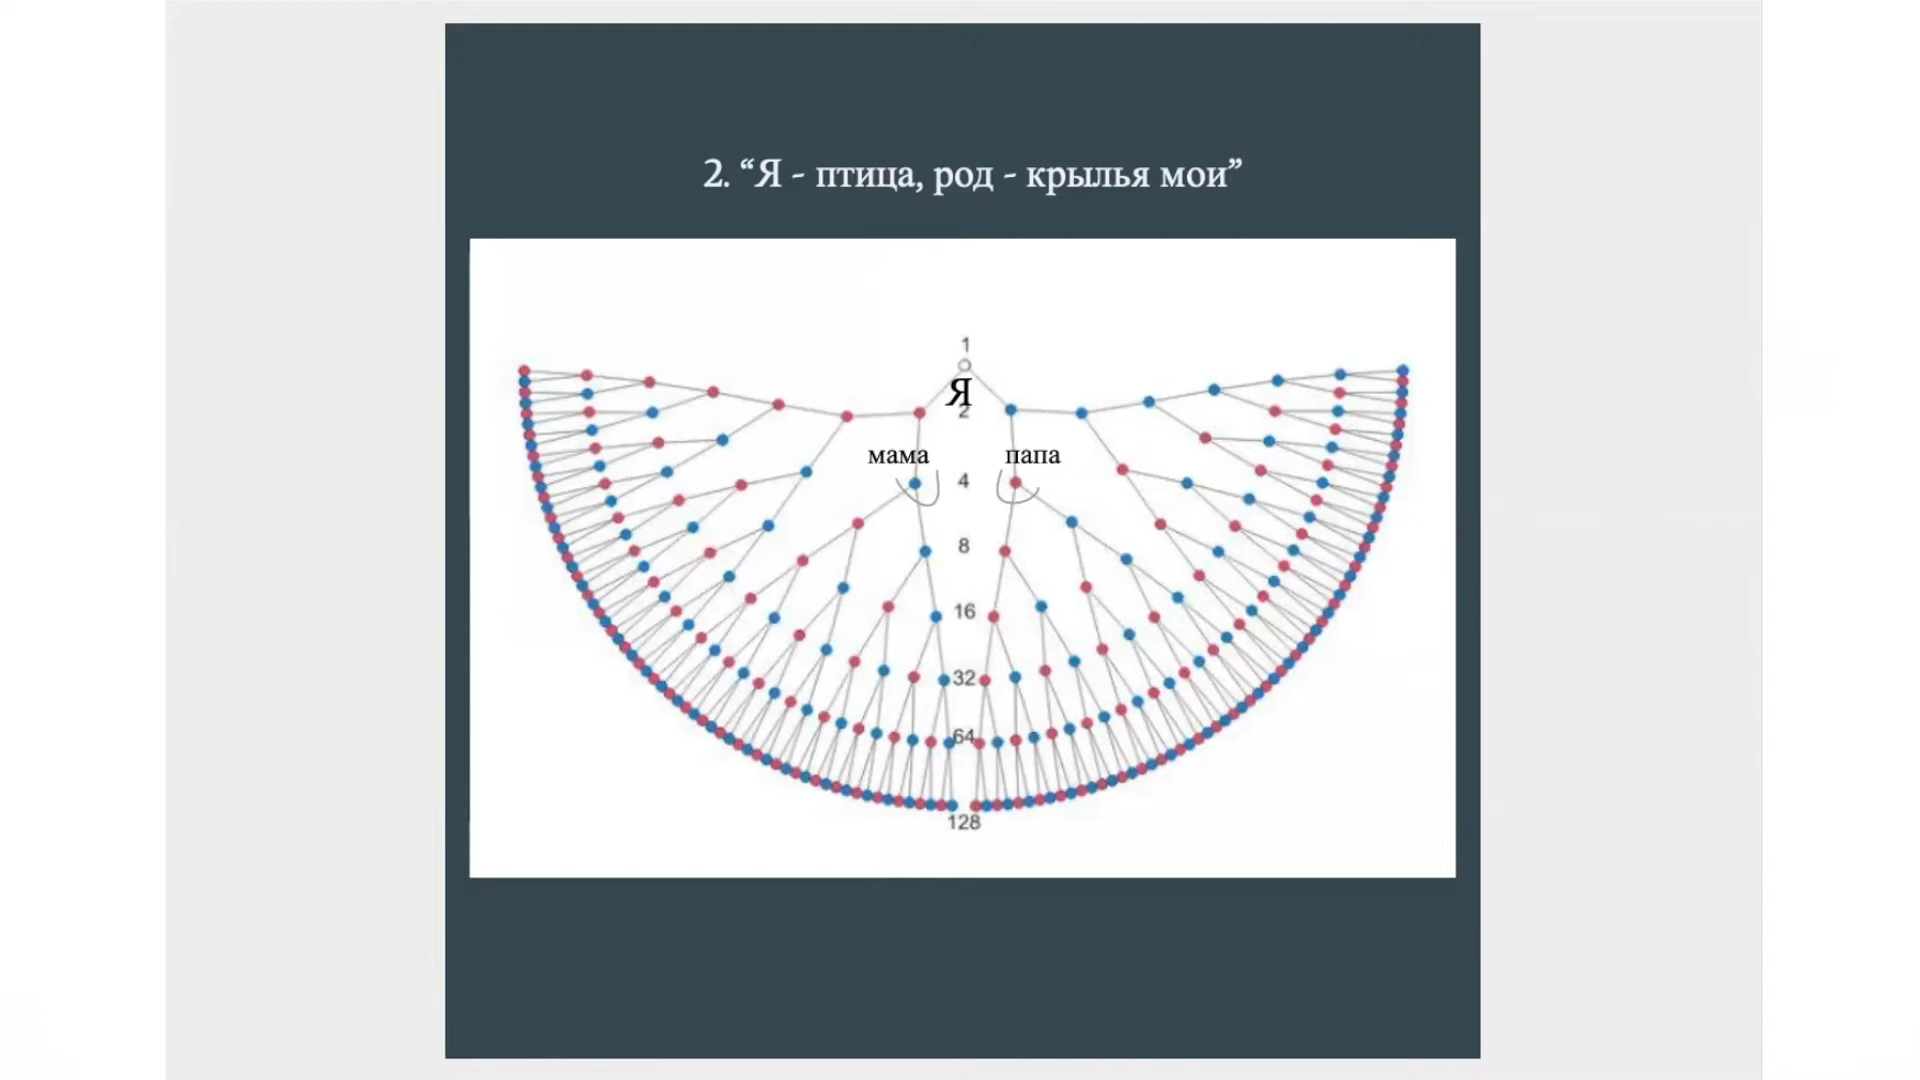 2. “Я - птица, род - крылья мои”
1
Я
2
мама
папа
4
8
16
32
64
128